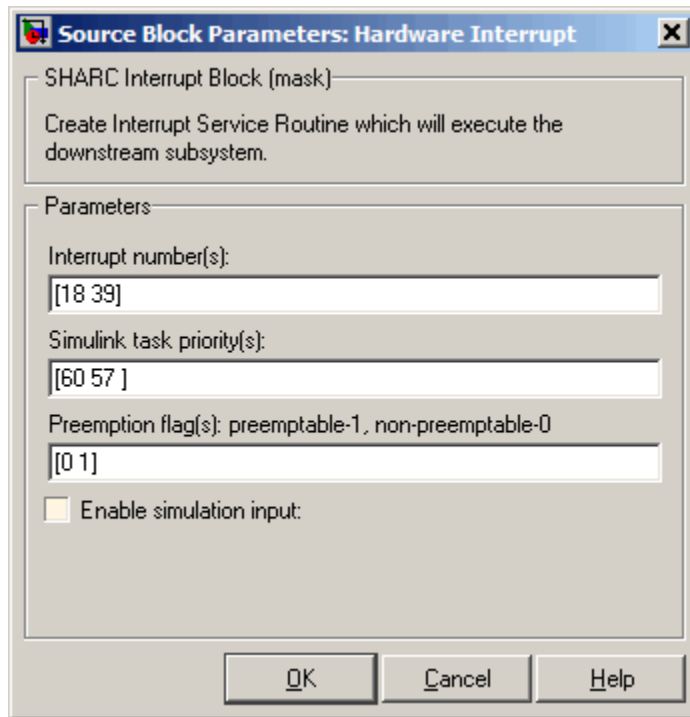 Source Block Parameters: Hardware Interrupt
SHARC Interrupt Block (mask)
Create Interrupt Service Routine which will execute the
downstream subsystem.
Parameters
Interrupt number(s):
[18 39]
Simulink task priority(s):
[60 57 ]
Preemption flag(s): preemptable-1, non-preemptable-0
[0 1]
Enable simulation input:
OK Cancel Help